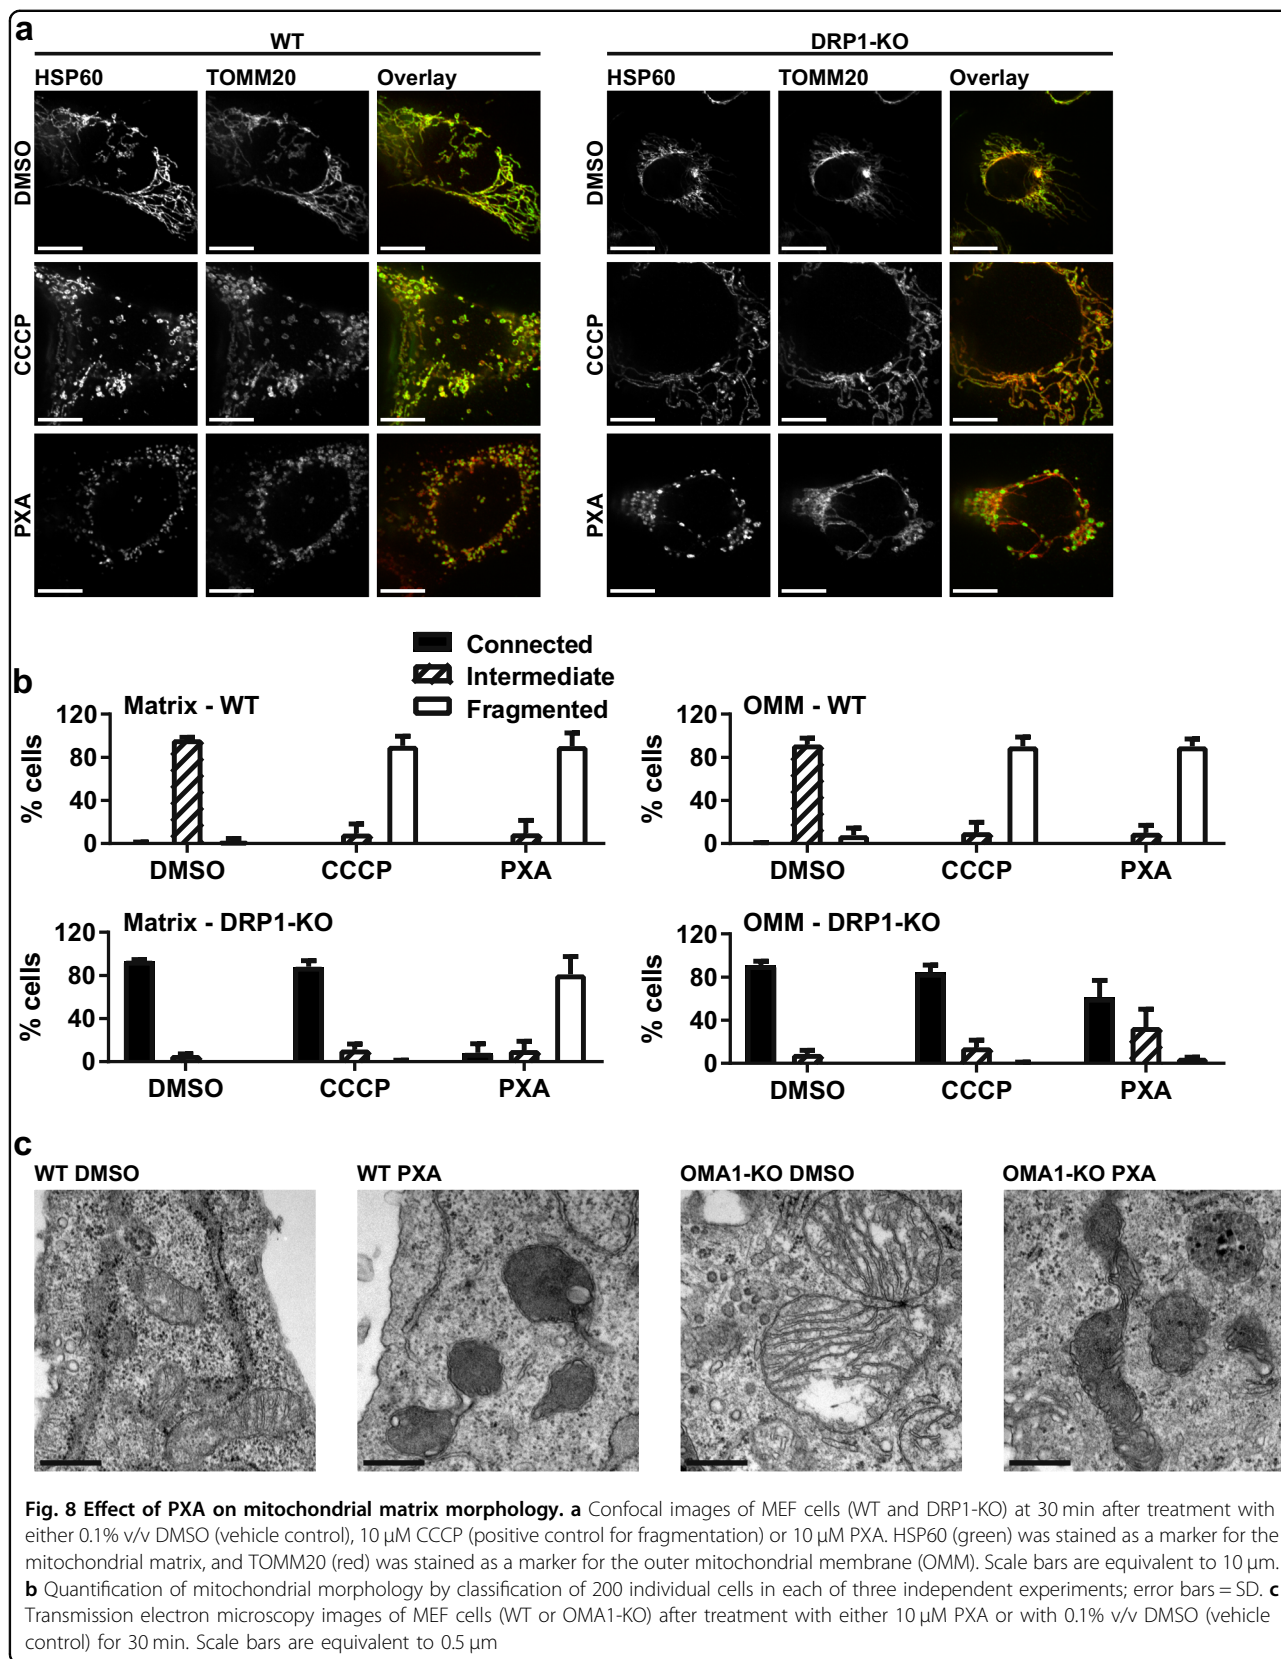 a
WT
DRP1-KO
HSP60 TOMM20 Overlay
HSP60 TOMM20 Overlay
DMSO
DMSO
CCCP
CCCP
PXA
PXA
Connected
Intermediate
Fragmented
b
Matrix - WT
120
80
40
0
% cells
DMSO CCCP PXA
OMM - WT
120
80
40
0
% cells
DMSO CCCP PXA
Matrix - DRP1-KO
120
80
40
0
% cells
DMSO CCCP PXA
OMM - DRP1-KO
120
80
40
0
% cells
DMSO CCCP PXA
c
WT DMSO WT PXA OMA1-KO DMSO OMA1-KO PXA
Fig. 8 Effect of PXA on mitochondrial matrix morphology. a Confocal images of MEF cells (WT and DRP1-KO) at 30 min after treatment with
either 0.1% v/v DMSO (vehicle control), 10 µM CCCP (positive control for fragmentation) or 10 µM PXA. HSP60 (green) was stained as a marker for the
mitochondrial matrix, and TOMM20 (red) was stained as a marker for the outer mitochondrial membrane (OMM). Scale bars are equivalent to 10 µm.
b Quantification of mitochondrial morphology by classification of 200 individual cells in each of three independent experiments; error bars = SD. c
Transmission electron microscopy images of MEF cells (WT or OMA1-KO) after treatment with either 10 µM PXA or with 0.1% v/v DMSO (vehicle
control) for 30 min. Scale bars are equivalent to 0.5 µm